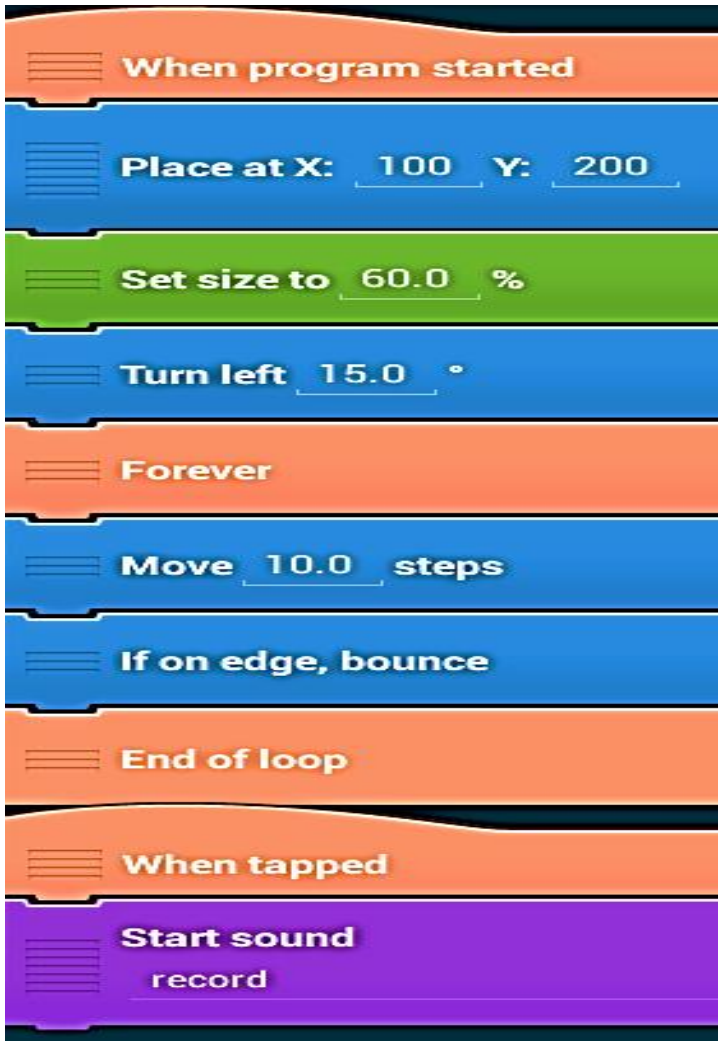 When program started
Place at X: 100 Y: 200
Set size to 60.0 %
Turn left 15.0 °
Forever
Move 10.0 steps
If on edge, bounce
End of loop
When tapped
Start sound
record